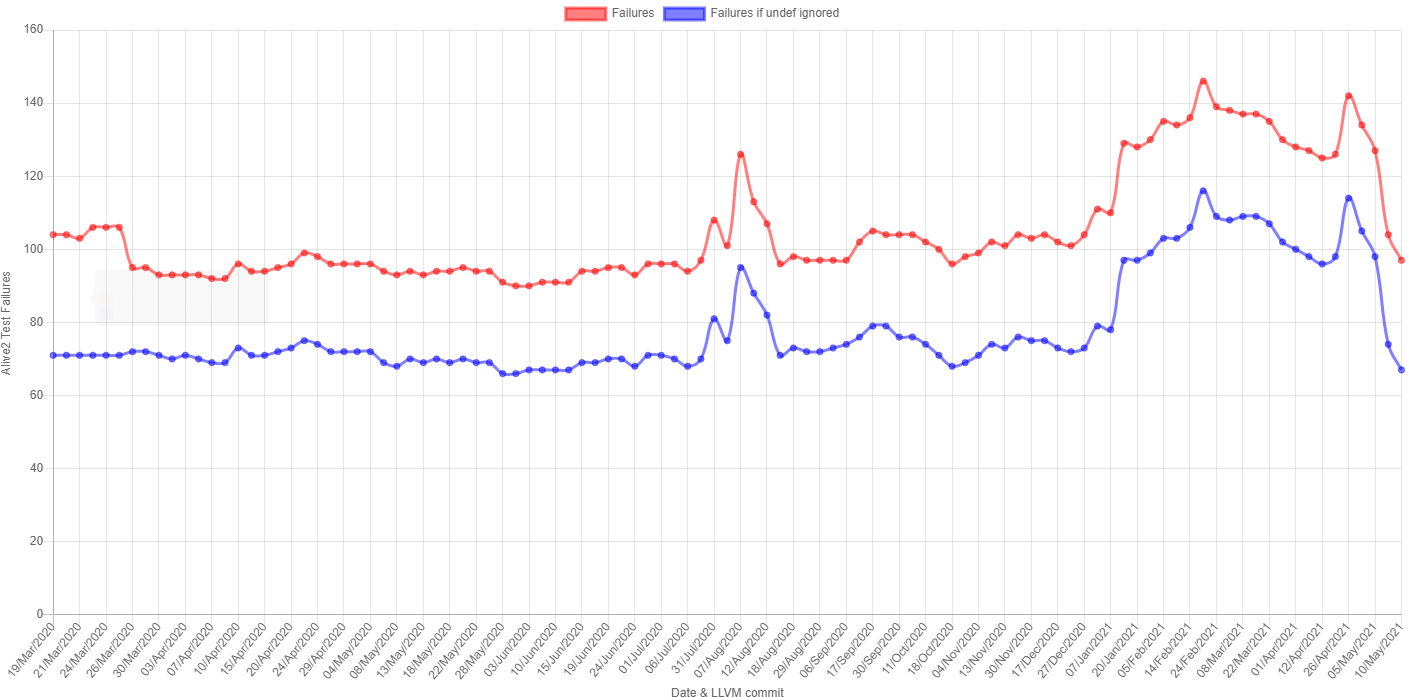 Failures Failures if undef ignored
160
140
120
100
80
60
40
20
0
Alive2 Test Failures
19/Mar/2020
21/Mar/2020
24/Mar/2020
26/Mar/2020
30/Mar/2020
03/Apr/2020
07/Apr/2020
10/Apr/2020
15/Apr/2020
20/Apr/2020
24/Apr/2020
29/Apr/2020
04/May/2020
08/May/2020
13/May/2020
18/May/2020
22/May/2020
28/May/2020
03/Jun/2020
10/Jun/2020
15/Jun/2020
19/Jun/2020
24/Jun/2020
01/Jul/2020
06/Jul/2020
31/Jul/2020
07/Aug/2020
12/Aug/2020
18/Aug/2020
29/Aug/2020
06/Sep/2020
17/Sep/2020
30/Sep/2020
11/Oct/2020
18/Oct/2020
04/Nov/2020
13/Nov/2020
30/Nov/2020
17/Dec/2020
27/Dec/2020
07/Jan/2021
20/Jan/2021
05/Feb/2021
14/Feb/2021
24/Feb/2021
08/Mar/2021
22/Mar/2021
01/Apr/2021
12/Apr/2021
26/Apr/2021
05/May/2021
10/May/2021
Date & LLVM commit